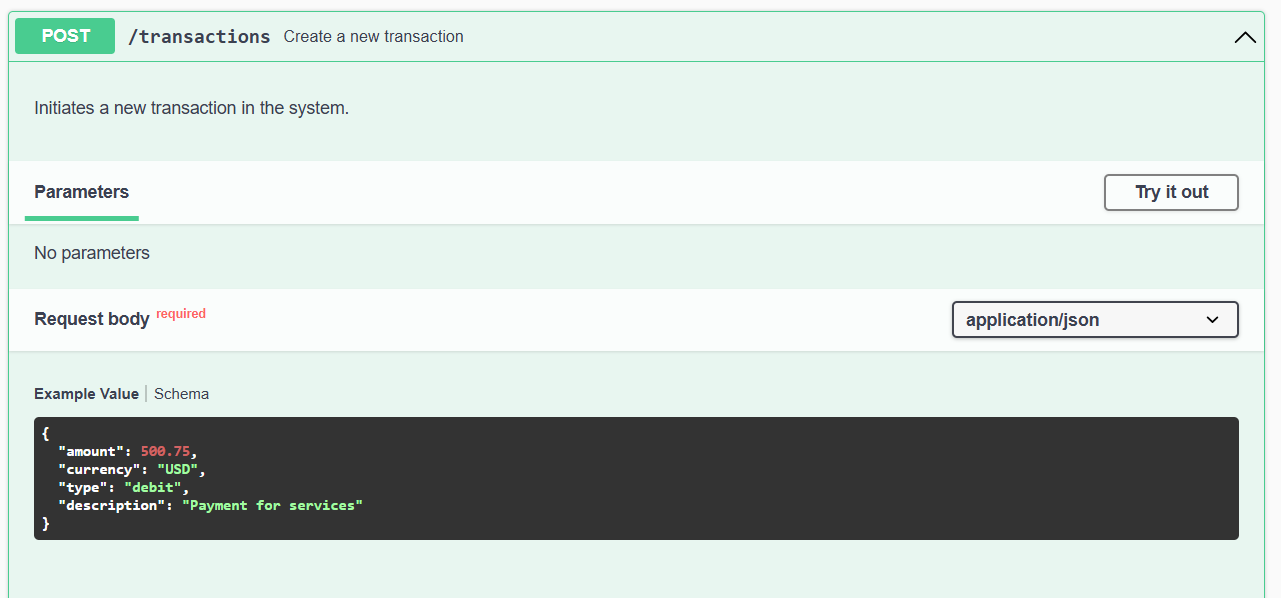 POST /transactions Create a new transaction
Initiates a new transaction in the system.
Parameters Try it out
No parameters
Request body required application/json
Example Value | Schema
{
  "amount": 500.75,
  "currency": "USD",
  "type": "debit",
  "description": "Payment for services"
}